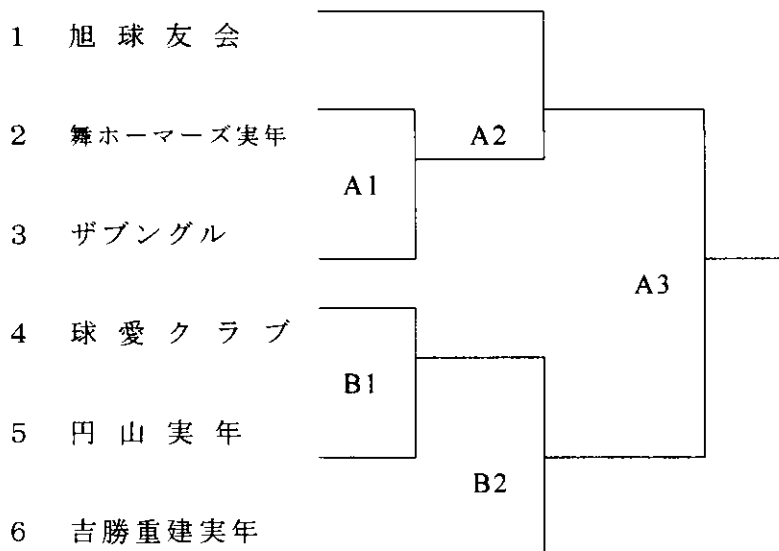 1 旭球友会
2 舞ホーマーズ実年
A2
A1
3 ザブングル
A3
4 球愛クラブ
B1
5 円山実年
B2
6 吉勝重建実年